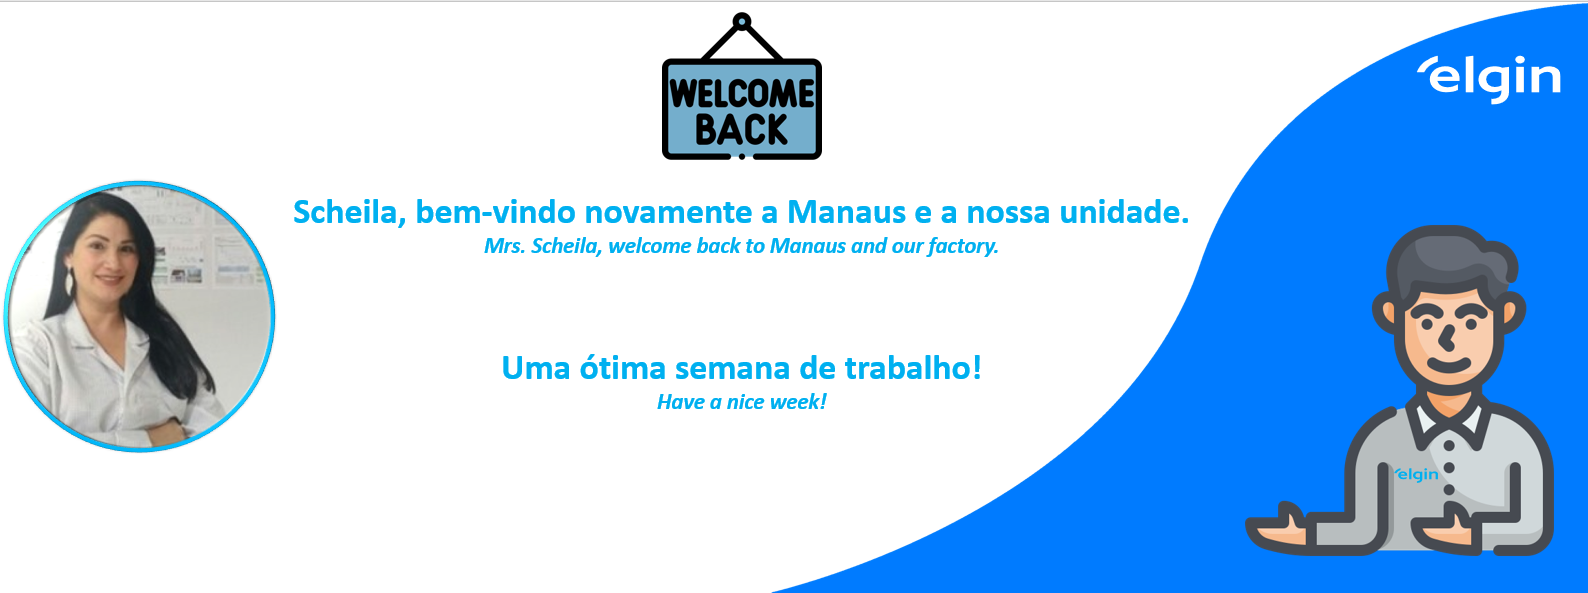 WELCOME
BACK
elgin
Scheila, bem-vindo novamente a Manaus e a nossa unidade.
Mrs. Scheila, welcome back to Manaus and our factory.
Uma ótima semana de trabalho!
Have a nice week!
elgin